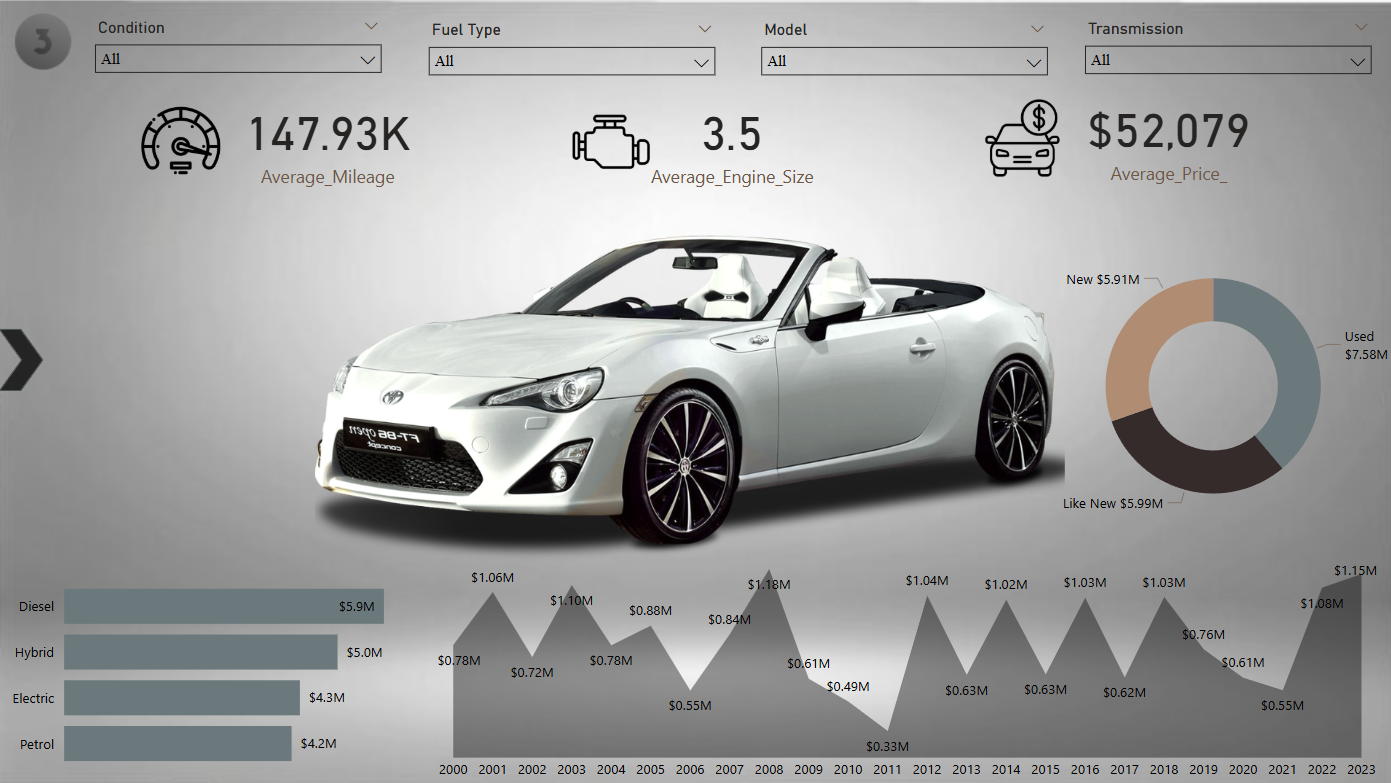 3
Condition
All
Fuel Type
All
Model
All
Transmission
All
147.93K
Average_Mileage
3.5
Average_Engine_Size
$
$52,079
Average_Price_
New $5.91M
Used
$7.58M
Like New $5.99M
FT-86 open
concept
Diesel $5.9M
Hybrid $5.0M
Electric $4.3M
Petrol $4.2M
$0.78M $1.06M $0.72M $1.10M $0.78M $0.88M $0.55M $0.84M $1.18M $0.61M $0.49M $0.33M $1.04M $0.63M $1.02M $0.63M $1.03M $0.62M $1.03M $0.76M $0.61M $0.55M $1.08M $1.15M
2000 2001 2002 2003 2004 2005 2006 2007 2008 2009 2010 2011 2012 2013 2014 2015 2016 2017 2018 2019 2020 2021 2022 2023